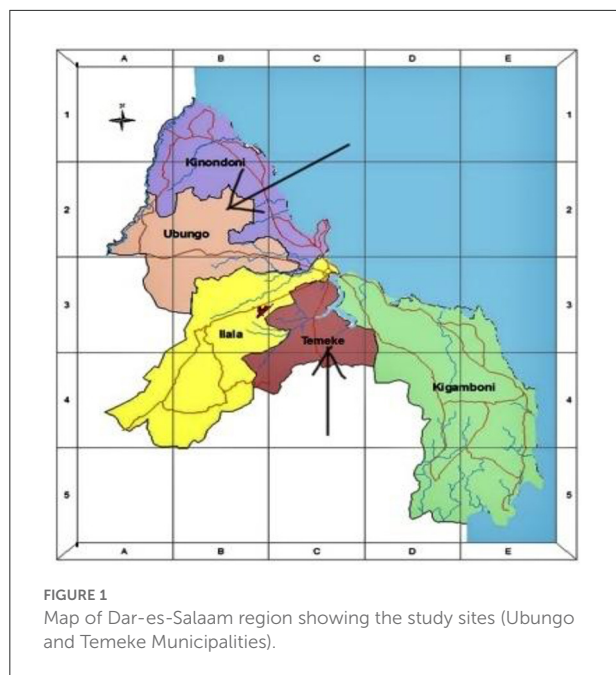 A B C D E
1 1
Kinondoni
2 2
Ubungo
3 3
Ilala
Temeke
4 4
Kigamboni
5 5
A B C D E
FIGURE 1
Map of Dar-es-Salaam region showing the study sites (Ubungo
and Temeke Municipalities).